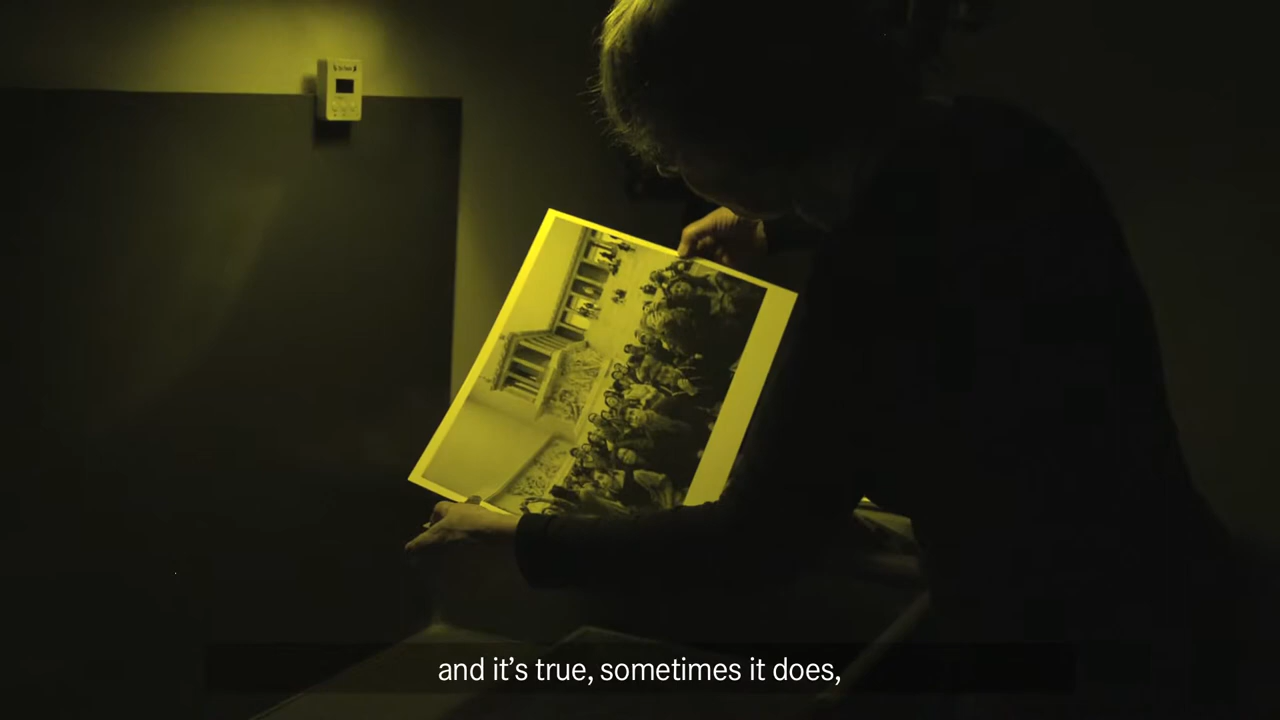 and it’s true, sometimes it does,